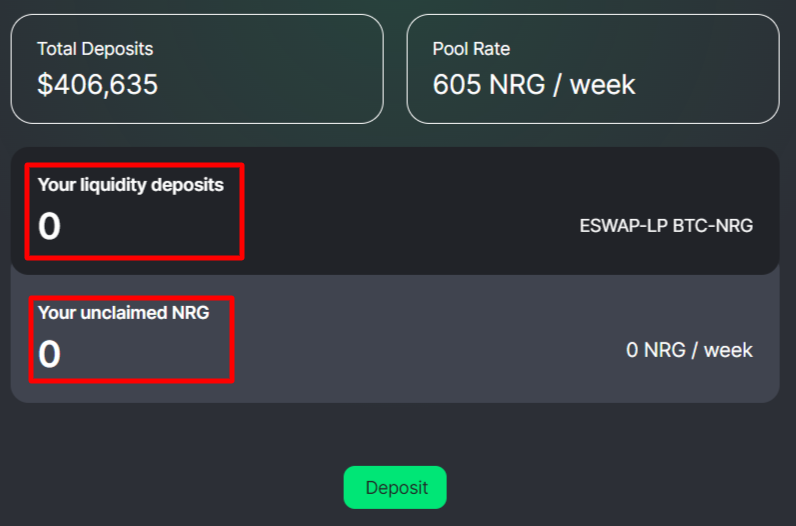 Total Deposits
$406,635
Pool Rate
605 NRG / week
Your liquidity deposits
0
ESWAP-LP BTC-NRG
Your unclaimed NRG
0
0 NRG / week
Deposit